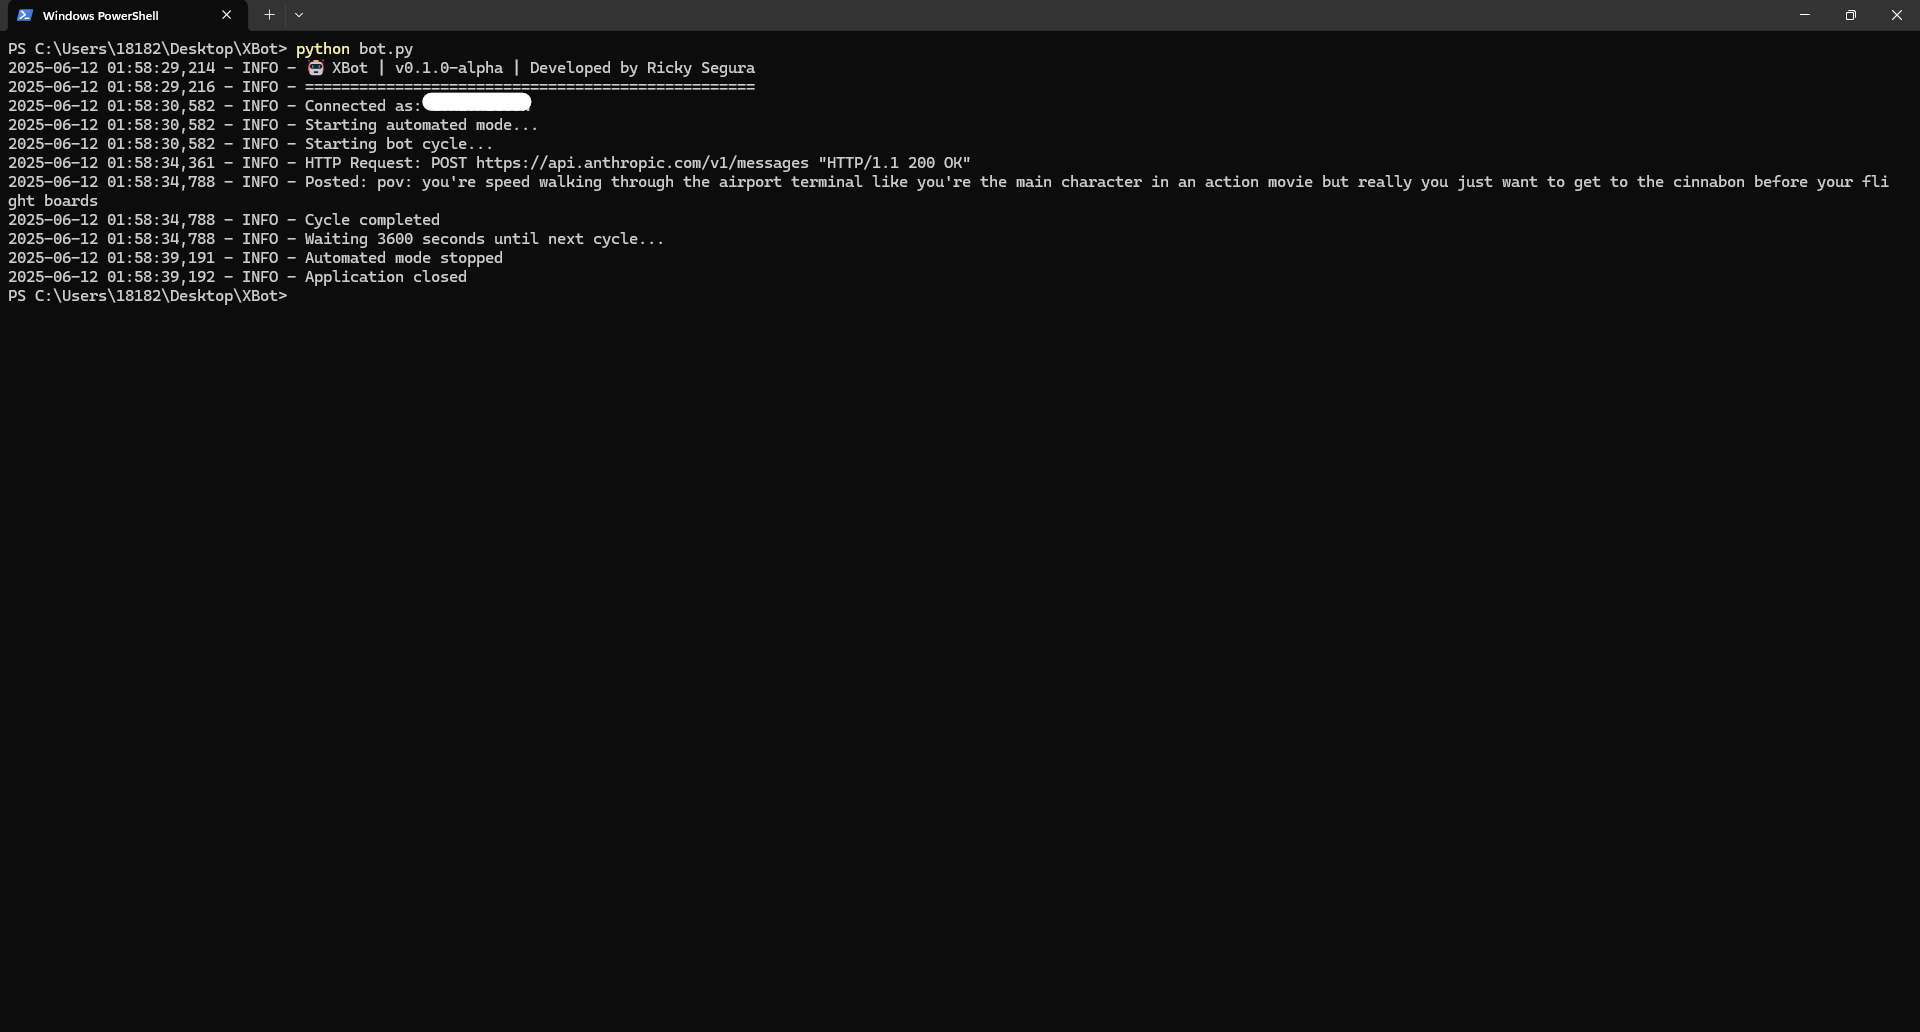 Windows PowerShell
PS C:\Users\18182\Desktop\XBot> python bot.py
2025-06-12 01:58:29,214 - INFO - 🤖 XBot | v0.1.0-alpha | Developed by Ricky Segura
2025-06-12 01:58:29,216 - INFO - ==================================================
2025-06-12 01:58:30,582 - INFO - Connected as:
2025-06-12 01:58:30,582 - INFO - Starting automated mode...
2025-06-12 01:58:30,582 - INFO - Starting bot cycle...
2025-06-12 01:58:34,361 - INFO - HTTP Request: POST https://api.anthropic.com/v1/messages "HTTP/1.1 200 OK"
2025-06-12 01:58:34,788 - INFO - Posted: pov: you're speed walking through the airport terminal like you're the main character in an action movie but really you just want to get to the cinnabon before your fli
ght boards
2025-06-12 01:58:34,788 - INFO - Cycle completed
2025-06-12 01:58:34,788 - INFO - Waiting 3600 seconds until next cycle...
2025-06-12 01:58:39,191 - INFO - Automated mode stopped
2025-06-12 01:58:39,192 - INFO - Application closed
PS C:\Users\18182\Desktop\XBot>